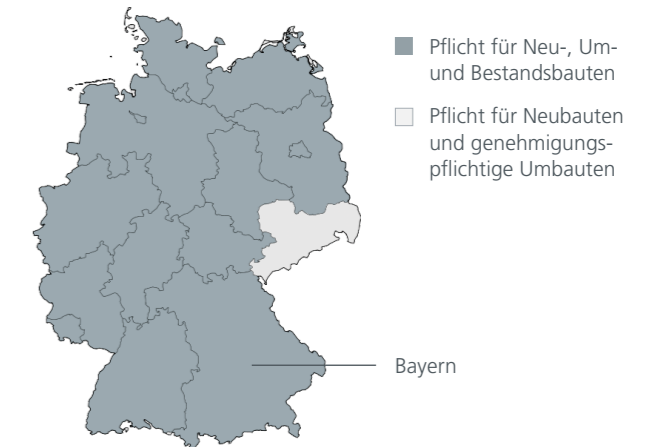 Pflicht für Neu-, Um-
und Bestandsbauten
Pflicht für Neubauten
und genehmigungs-
pflichtige Umbauten
Bayern